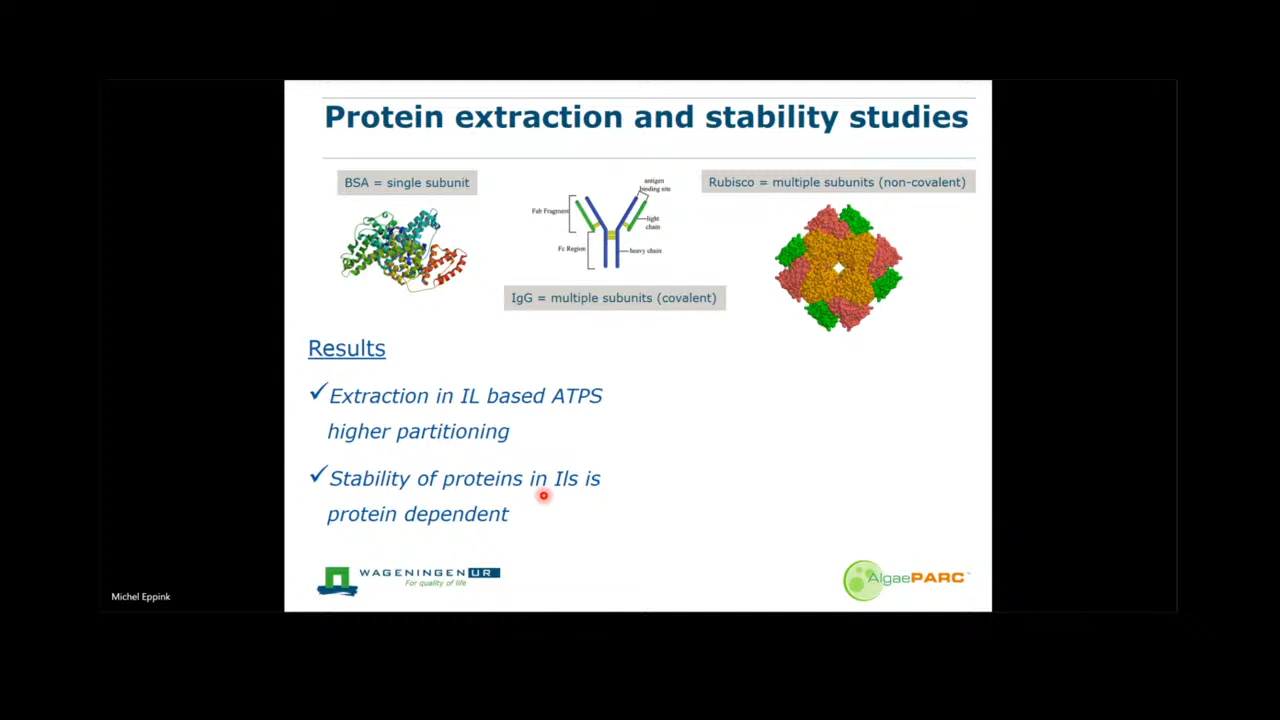 Protein extraction and stability studies
BSA = single subunit
antigen
binding site
Fab Fragment
light
chain
Fc Region
heavy chain
IgG = multiple subunits (covalent)
Rubisco = multiple subunits (non-covalent)
Results
✓Extraction in IL based ATPS
higher partitioning
✓Stability of proteins in Ils is
protein dependent
WAGENINGEN UR
For quality of life
AlgaePARC™
Michel Eppink